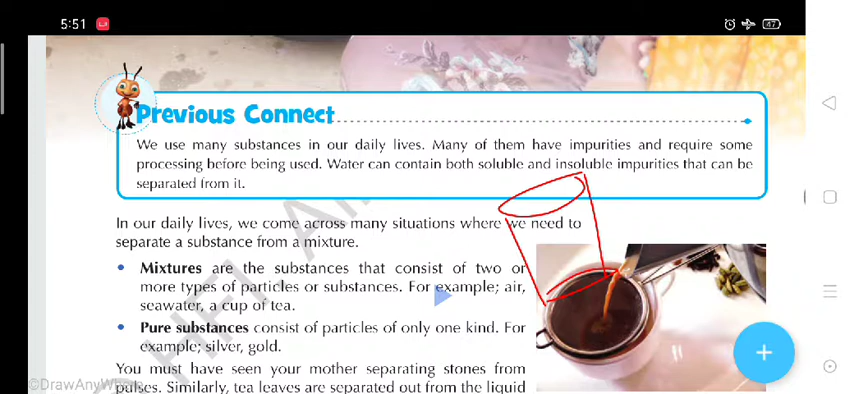 5:51
47
Previous Connect
We use many substances in our daily lives. Many of them have impurities and require some
processing before being used. Water can contain both soluble and insoluble impurities that can be
separated from it.
In our daily lives, we come across many situations where we need to
separate a substance from a mixture.
• Mixtures are the substances that consist of two or
more types of particles or substances. For example; air,
seawater, a cup of tea.
• Pure substances consist of particles of only one kind. For
example; silver, gold.
You must have seen your mother separating stones from
pulses. Similarly, tea leaves are separated out from the liquid